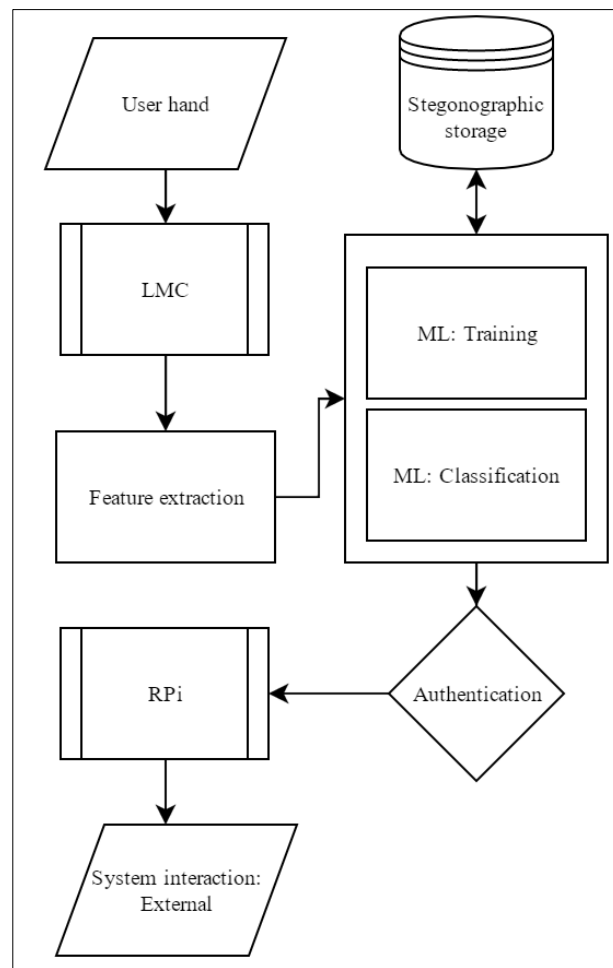 User hand
Stegonographic
storage
LMC
ML: Training
Feature extraction
ML: Classification
RPi
Authentication
System interaction:
External